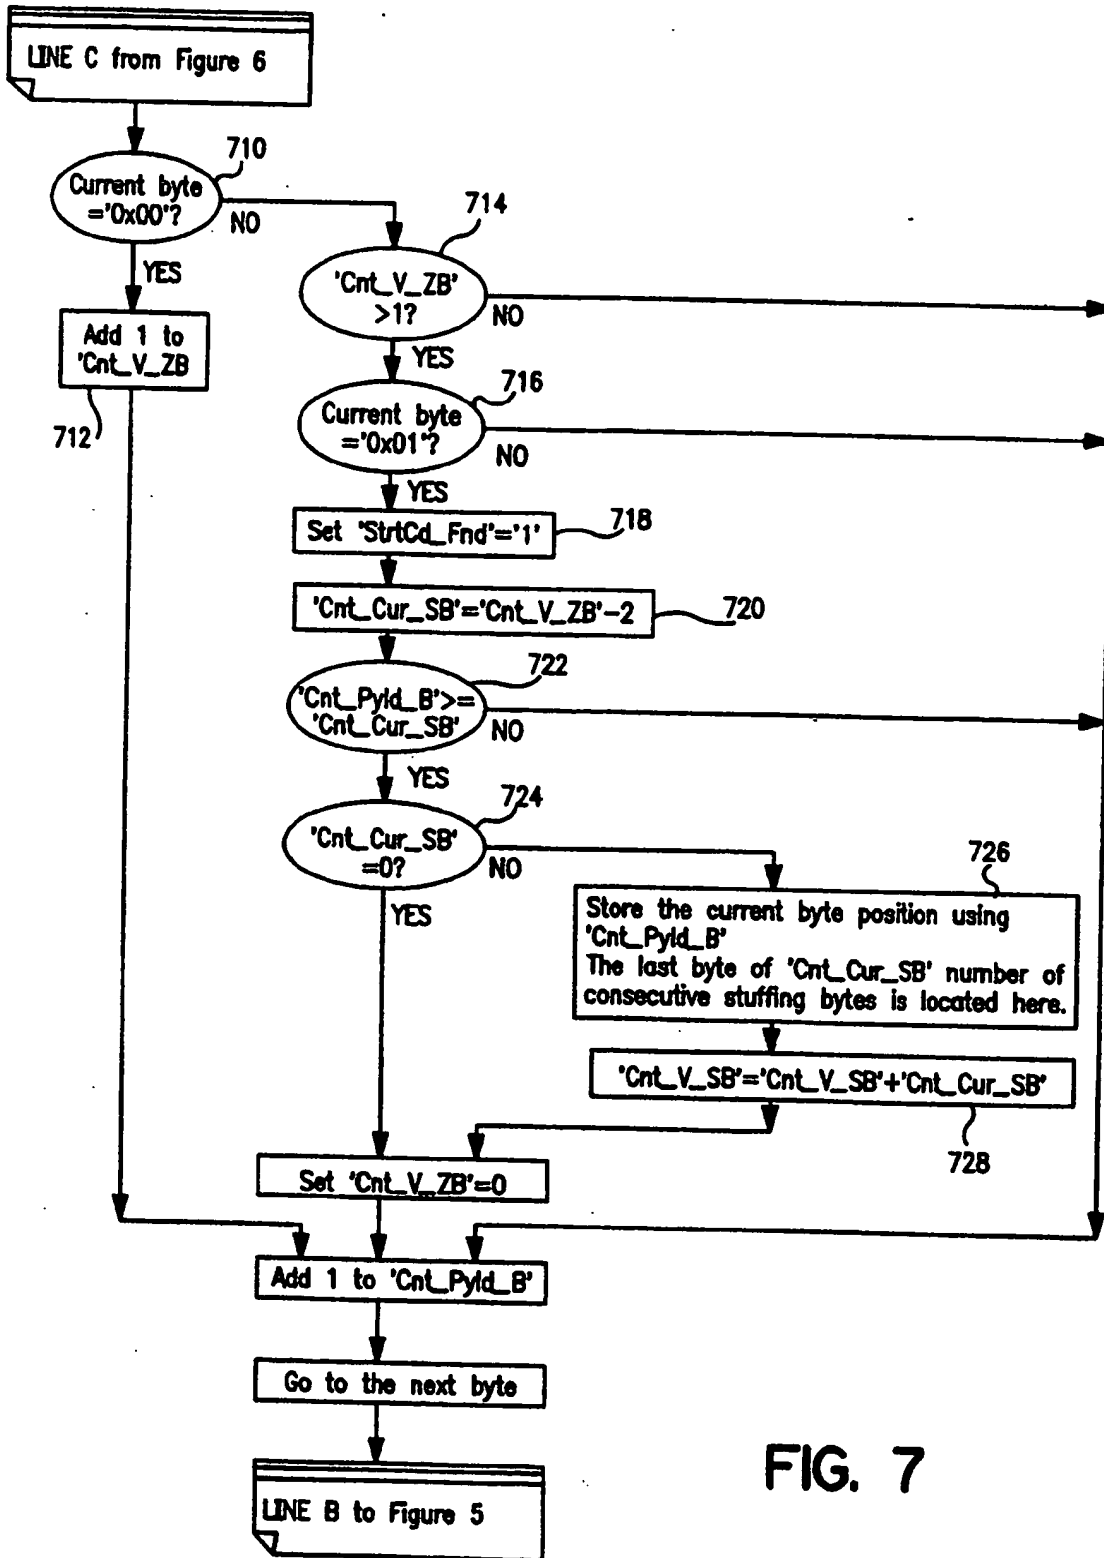 LINE C from Figure 6
710
Current byte
='0x00'?
NO
YES
714
'Cnt_V_ZB'
>1?
NO
YES
Add 1 to
'Cnt_V_ZB
712
716
Current byte
='0x01'?
NO
YES
Set 'StrtCd_Fnd'='1'
718
'Cnt_Cur_SB'='Cnt_V_ZB'-2
720
722
'Cnt_Pyld_B'>=
'Cnt_Cur_SB'
NO
YES
724
'Cnt_Cur_SB'
=0?
NO
YES
726
Store the current byte position using
'Cnt_Pyld_B'
The last byte of 'Cnt_Cur_SB' number of
consecutive stuffing bytes is located here.
'Cnt_V_SB'='Cnt_V_SB'+'Cnt_Cur_SB'
728
Set 'Cnt_V_ZB'=0
Add 1 to 'Cnt_Pyld_B'
Go to the next byte
LINE B to Figure 5
FIG. 7